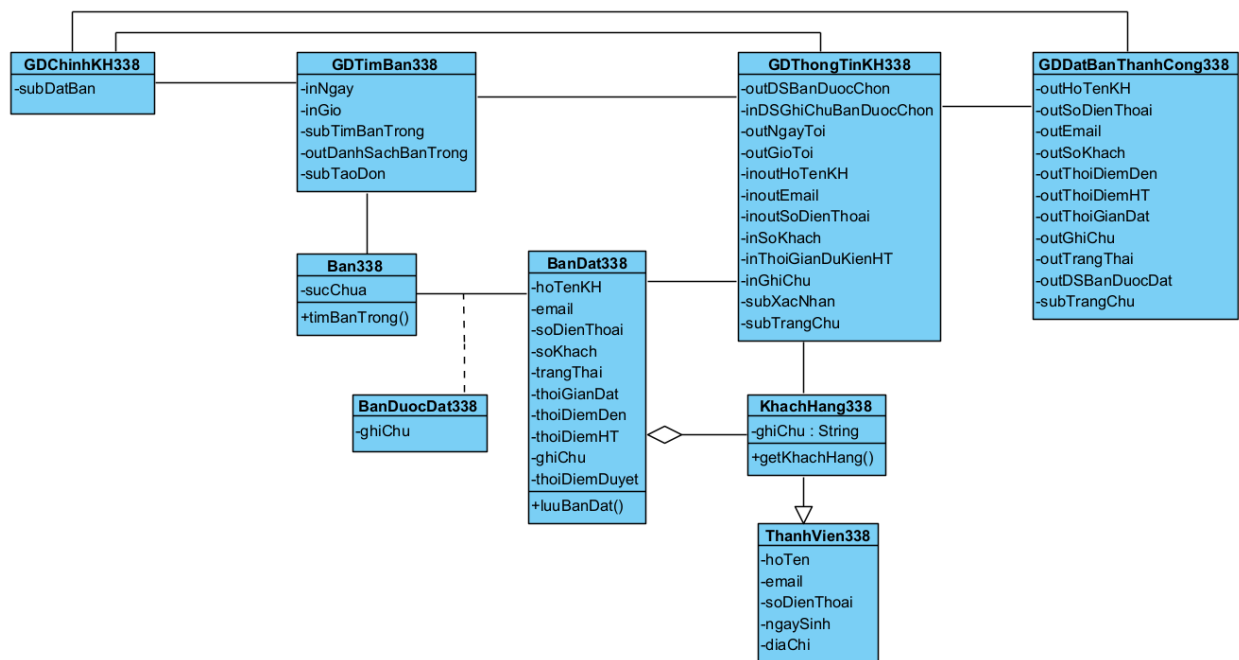 GDChinhKH338
-subDatBan
GDTimBan338
-inNgay
-inGio
-subTimBanTrong
-outDanhSachBanTrong
-subTaoDon
GDThongTinKH338
-outDSBanDuocChon
-inDSGhiChuBanDuocChon
-outNgayToi
-outGioToi
-inoutHoTenKH
-inoutEmail
-inoutSoDienThoai
-inSoKhach
-inThoiGianDuKienHT
-inGhiChu
-subXacNhan
-subTrangChu
GDDatBanThanhCong338
-outHoTenKH
-outSoDienThoai
-outEmail
-outSoKhach
-outThoiDiemDen
-outThoiDiemHT
-outThoiGianDat
-outGhiChu
-outTrangThai
-outDSBanDuocDat
-subTrangChu
Ban338
-sucChua
+timBanTrong()
BanDat338
-hoTenKH
-email
-soDienThoai
-soKhach
-trangThai
-thoiGianDat
-thoiDiemDen
-thoiDiemHT
-ghiChu
-thoiDiemDuyet
+luuBanDat()
BanDuocDat338
-ghiChu
KhachHang338
-ghiChu : String
+getKhachHang()
ThanhVien338
-hoTen
-email
-soDienThoai
-ngaySinh
-diaChi